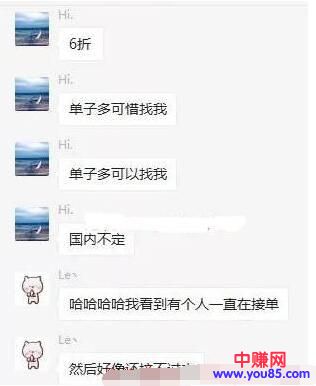 Hi.
6折
Hi.
单子多可惜找我
Hi.
单子多可以找我
Hi.
国内不定
Le~
哈哈哈哈我看到有个人一直在接单
Le~
然后好像还接不过来
中赚网
www.you85.com